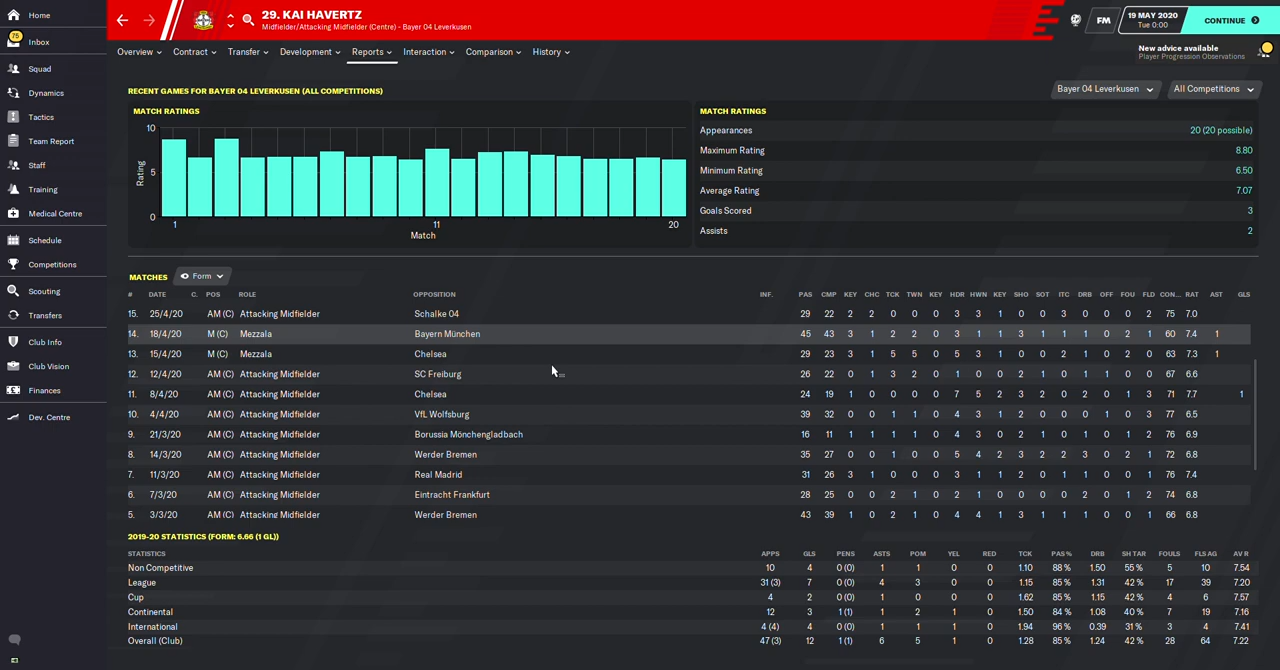 Home
75
Inbox
Squad
Dynamics
Tactics
Team Report
Staff
Training
Medical Centre
Schedule
Competitions
Scouting
Transfers
Club Info
Club Vision
Finances
Dev. Centre
29. KAI HAVERTZ
Midfielder/Attacking Midfielder (Centre) - Bayer 04 Leverkusen
FM
19 MAY 2020
Tue 0:00
CONTINUE
Overview Contract Transfer Development Reports Interaction Comparison History
New advice available
Player Progression Observations
RECENT GAMES FOR BAYER 04 LEVERKUSEN (ALL COMPETITIONS)
Bayer 04 Leverkusen All Competitions
MATCH RATINGS
10
5
0
Rating
1 11 20
Match
MATCH RATINGS
Appearances 20 (20 possible)
Maximum Rating 8.80
Minimum Rating 6.50
Average Rating 7.07
Goals Scored 3
Assists 2
MATCHES Form
# DATE C. POS ROLE OPPOSITION INF. PAS CMP KEY CHC TCK TWN KEY HDR HWN KEY SHO SOT ITC DRB OFF FOU FLD CON... RAT AST GLS
15. 25/4/20 AM (C) Attacking Midfielder Schalke 04 29 22 2 2 0 0 0 3 3 1 0 0 3 0 0 0 0 75 7.0
14. 18/4/20 M (C) Mezzala Bayern München 45 43 3 1 2 2 0 3 1 1 3 1 1 1 0 2 1 60 7.4 1
13. 15/4/20 M (C) Mezzala Chelsea 29 23 3 1 5 5 0 5 3 1 0 0 2 1 0 2 0 63 7.3 1
12. 12/4/20 AM (C) Attacking Midfielder SC Freiburg 26 22 0 1 3 2 0 1 0 0 2 1 0 1 1 0 0 67 6.6
11. 8/4/20 AM (C) Attacking Midfielder Chelsea 24 19 1 0 0 0 0 7 5 2 3 2 0 2 0 1 3 71 7.7 1
10. 4/4/20 AM (C) Attacking Midfielder VfL Wolfsburg 39 32 0 0 1 1 0 4 3 1 2 0 0 0 1 0 3 77 6.5
9. 21/3/20 AM (C) Attacking Midfielder Borussia Mönchengladbach 16 11 1 1 1 1 0 4 3 0 2 1 0 1 0 1 2 76 6.9
8. 14/3/20 AM (C) Attacking Midfielder Werder Bremen 35 27 0 0 1 0 0 5 4 2 3 2 2 3 0 2 1 72 6.8
7. 11/3/20 AM (C) Attacking Midfielder Real Madrid 31 26 3 1 0 0 0 3 1 1 2 0 1 1 0 0 1 76 7.4
6. 7/3/20 AM (C) Attacking Midfielder Eintracht Frankfurt 28 25 0 0 2 1 0 2 1 0 0 0 0 2 0 1 2 74 6.8
5. 3/3/20 AM (C) Attacking Midfielder Werder Bremen 43 39 1 0 2 1 0 4 4 1 3 1 1 1 0 0 1 66 6.8
2019-20 STATISTICS (FORM: 6.66 (1 GL))
STATISTICS APPS GLS PENS ASTS POM YEL RED TCK PAS % DRB SH TAR FOULS FLS AG AV R
Non Competitive 10 4 0 (0) 1 1 0 0 1.10 88 % 1.50 55 % 5 10 7.54
League 31 (3) 7 0 (0) 4 3 0 0 1.15 85 % 1.31 42 % 17 39 7.20
Cup 4 2 0 (0) 1 0 0 0 1.62 85 % 1.15 42 % 4 6 7.57
Continental 12 3 1 (1) 1 2 1 0 1.50 84 % 1.08 40 % 7 19 7.16
International 4 (4) 4 0 (0) 1 1 1 0 1.94 96 % 0.39 31 % 3 4 7.41
Overall (Club) 47 (3) 12 1 (1) 6 5 1 0 1.28 85 % 1.24 42 % 28 64 7.22